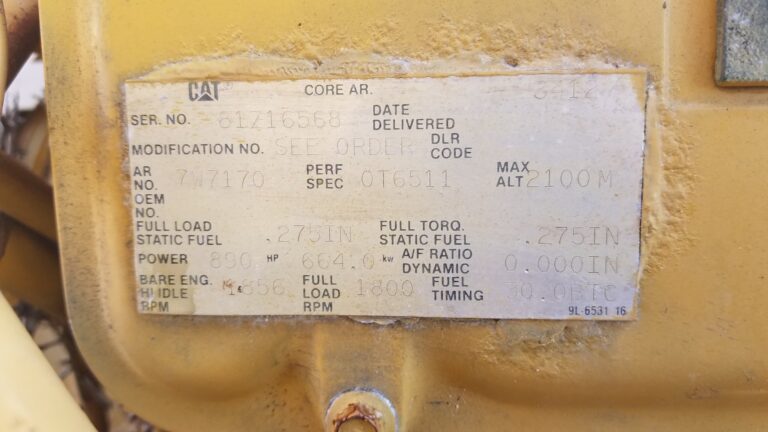 CAT CORE AR. 3412
SER. NO. 81Z16568 DATE DELIVERED
MODIFICATION NO. SEE ORDER DLR CODE
AR NO. 7W7170 PERF SPEC 0T6511 MAX ALT 2100M
OEM NO.
FULL LOAD STATIC FUEL .275IN FULL TORQ. STATIC FUEL .275IN
POWER 890 HP 664.0 kw A/F RATIO DYNAMIC 0.000IN
BARE ENG. HI IDLE RPM FULL LOAD RPM 1800 FUEL TIMING 30.0BTC
9L-6531 16